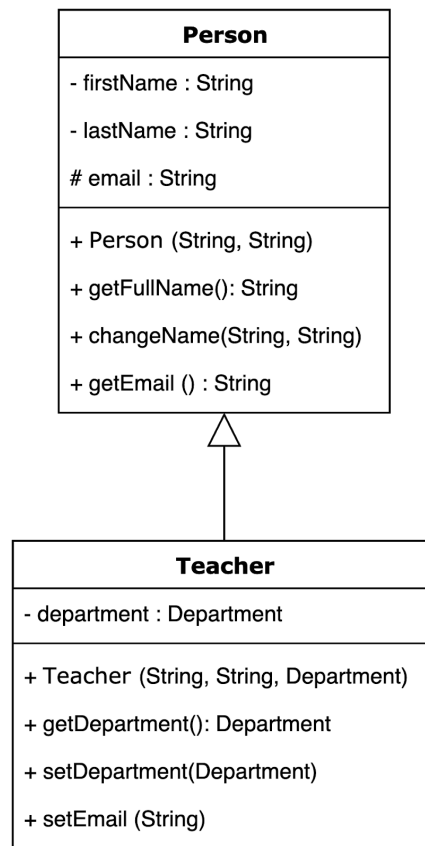 Person
- firstName : String
- lastName : String
# email : String
+ Person (String, String)
+ getFullName(): String
+ changeName(String, String)
+ getEmail () : String
Teacher
- department : Department
+ Teacher (String, String, Department)
+ getDepartment(): Department
+ setDepartment(Department)
+ setEmail (String)